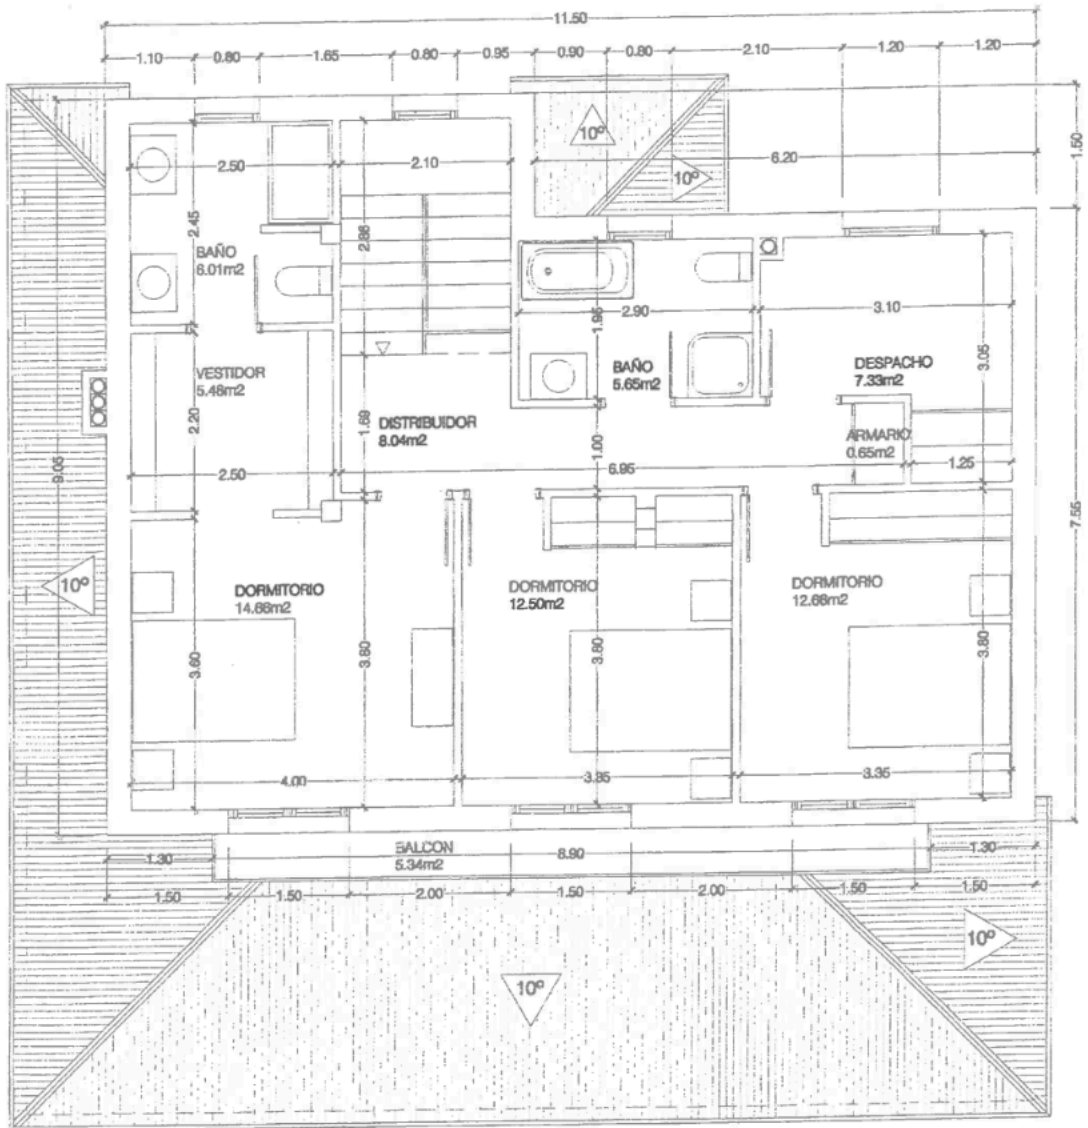 11.50
1.10 0.80 1.65 0.80 0.95 0.90 0.80 2.10 1.20 1.20
1.50
10º
10º
6.20
2.50
2.10
2.45
2.86
BAÑO
6.01m2
2.90
1.95
3.10
3.05
VESTIDOR
5.48m2
BAÑO
5.65m2
DESPACHO
7.33m2
2.20
1.69
DISTRIBUIDOR
8.04m2
1.00
ARMARIO
0.65m2
9.05
2.50
6.95
1.25
7.55
10º
DORMITORIO
14.66m2
DORMITORIO
12.50m2
DORMITORIO
12.66m2
3.60
3.80
3.80
3.80
4.00
3.35
3.35
BALCON
5.34m2
1.30
8.90
1.30
1.50 1.50 2.00 1.50 2.00 1.50 1.50
10º
10º